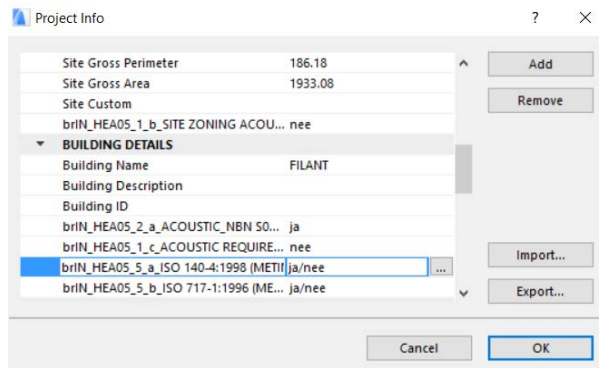 Project Info ? ×
Site Gross Perimeter 186.18
Site Gross Area 1933.08
Site Custom
brIN_HEA05_1_b_SITE ZONING ACOU... nee
BUILDING DETAILS
Building Name FILANT
Building Description
Building ID
brIN_HEA05_2_a_ACOUSTIC_NBN S0... ja
brIN_HEA05_1_c_ACOUSTIC REQUIRE... nee
brIN_HEA05_5_a_ISO 140-4:1998 (METI ja/nee ...
brIN_HEA05_5_b_ISO 717-1:1996 (ME... ja/nee
Add
Remove
Import...
Export...
Cancel OK